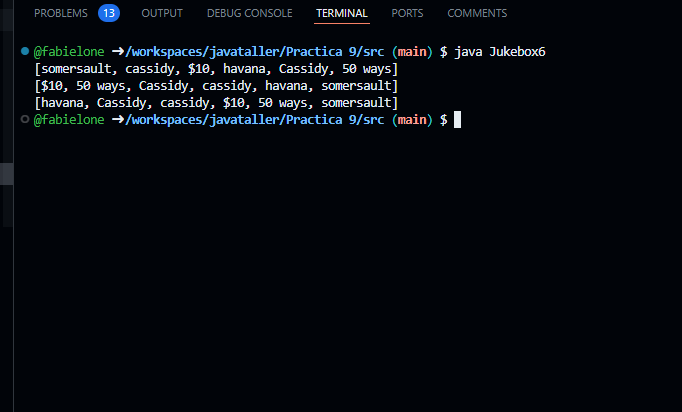 PROBLEMS 13 OUTPUT DEBUG CONSOLE TERMINAL PORTS COMMENTS
@fabielone ➜/workspaces/javataller/Practica 9/src (main) $ java Jukebox6
[somersault, cassidy, $10, havana, Cassidy, 50 ways]
[$10, 50 ways, Cassidy, cassidy, havana, somersault]
[havana, Cassidy, cassidy, $10, 50 ways, somersault]
@fabielone ➜/workspaces/javataller/Practica 9/src (main) $